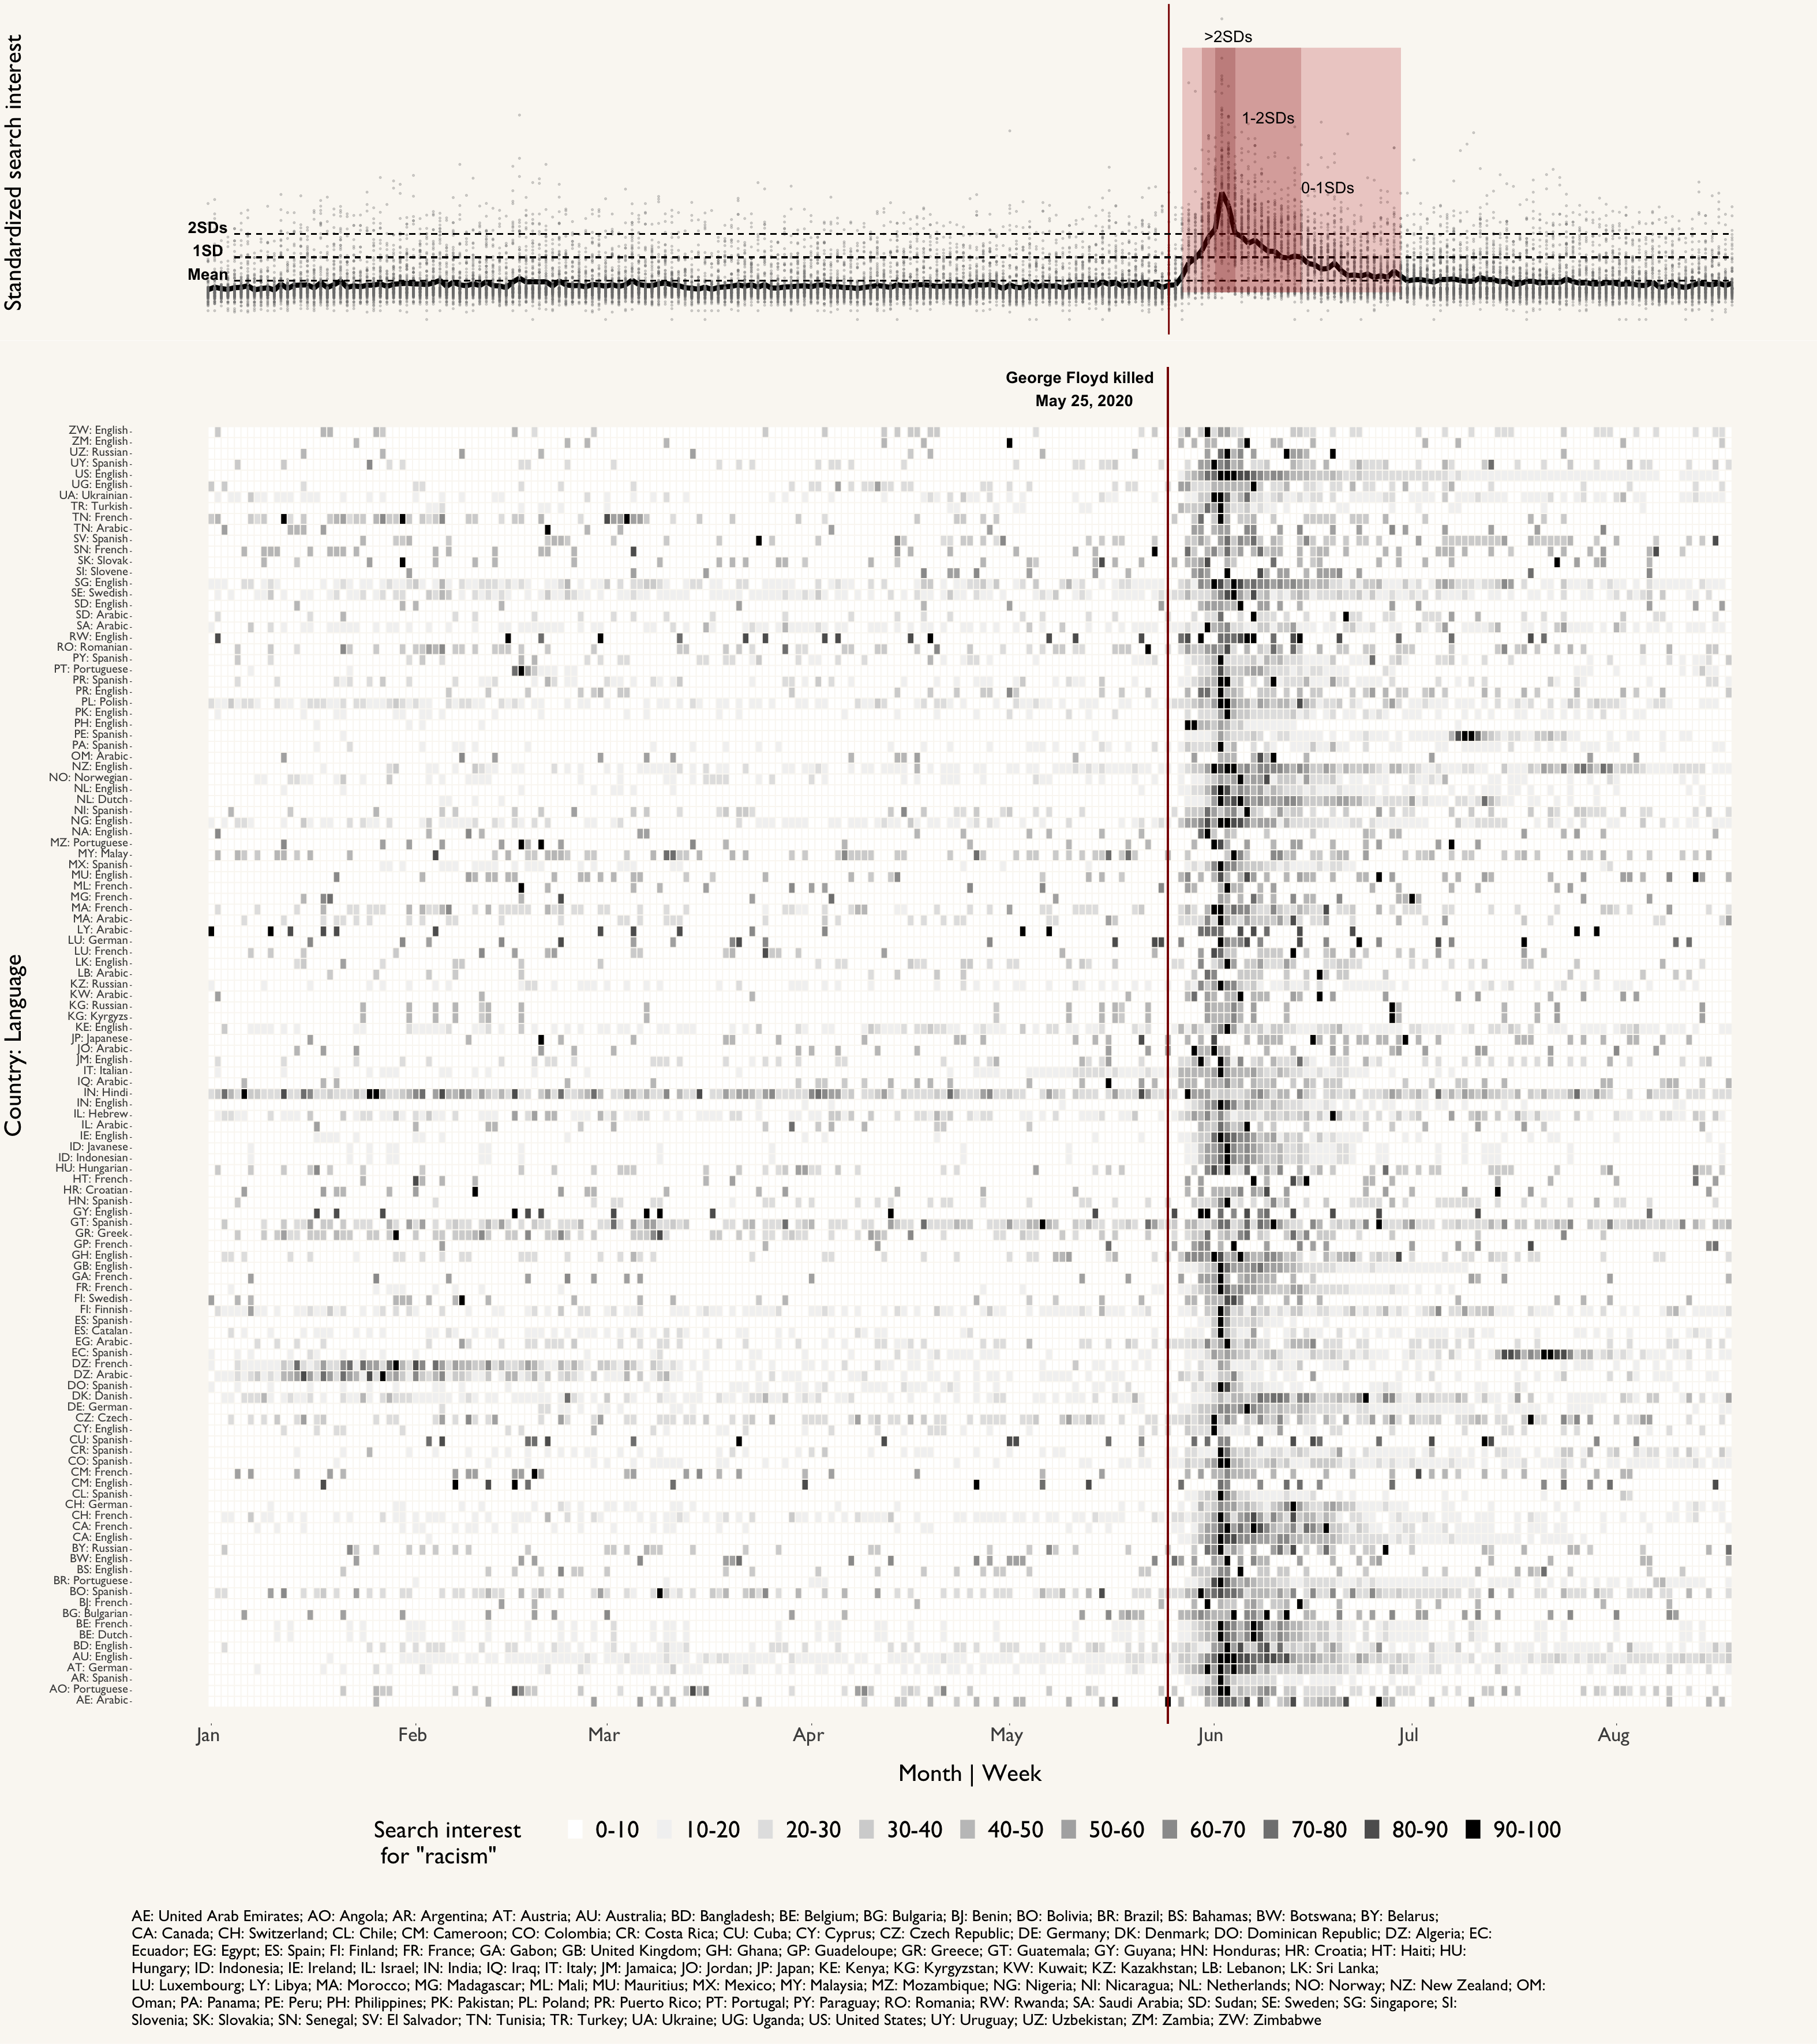 Standardized search interest
>2SDs
1-2SDs
0-1SDs
2SDs
1SD
Mean
George Floyd killed
May 25, 2020
Country: Language
ZW: English
ZM: English
UZ: Russian
UY: Spanish
US: English
UG: English
UA: Ukrainian
TR: Turkish
TN: French
TN: Arabic
SV: Spanish
SN: French
SK: Slovak
SI: Slovene
SG: English
SE: Swedish
SD: English
SD: Arabic
SA: Arabic
RW: English
RO: Romanian
PY: Spanish
PT: Portuguese
PR: Spanish
PR: English
PL: Polish
PK: English
PH: English
PE: Spanish
PA: Spanish
OM: Arabic
NZ: English
NO: Norwegian
NL: English
NL: Dutch
NI: Spanish
NG: English
NA: English
MZ: Portuguese
MY: Malay
MX: Spanish
MU: English
ML: French
MG: French
MA: French
MA: Arabic
LY: Arabic
LU: German
LU: French
LK: English
LB: Arabic
KZ: Russian
KW: Arabic
KG: Russian
KG: Kyrgyzs
KE: English
JP: Japanese
JO: Arabic
JM: English
IT: Italian
IQ: Arabic
IN: Hindi
IN: English
IL: Hebrew
IL: Arabic
IE: English
ID: Javanese
ID: Indonesian
HU: Hungarian
HT: French
HR: Croatian
HN: Spanish
GY: English
GT: Spanish
GR: Greek
GP: French
GH: English
GB: English
GA: French
FR: French
FI: Swedish
FI: Finnish
ES: Spanish
ES: Catalan
EG: Arabic
EC: Spanish
DZ: French
DZ: Arabic
DO: Spanish
DK: Danish
DE: German
CZ: Czech
CY: English
CU: Spanish
CR: Spanish
CO: Spanish
CM: French
CM: English
CL: Spanish
CH: German
CH: French
CA: French
CA: English
BY: Russian
BW: English
BS: English
BR: Portuguese
BO: Spanish
BJ: French
BG: Bulgarian
BE: French
BE: Dutch
BD: English
AU: English
AT: German
AR: Spanish
AO: Portuguese
AE: Arabic
Jan Feb Mar Apr May Jun Jul Aug
Month | Week
Search interest
for "racism"
0-10 10-20 20-30 30-40 40-50 50-60 60-70 70-80 80-90 90-100
AE: United Arab Emirates; AO: Angola; AR: Argentina; AT: Austria; AU: Australia; BD: Bangladesh; BE: Belgium; BG: Bulgaria; BJ: Benin; BO: Bolivia; BR: Brazil; BS: Bahamas; BW: Botswana; BY: Belarus;
CA: Canada; CH: Switzerland; CL: Chile; CM: Cameroon; CO: Colombia; CR: Costa Rica; CU: Cuba; CY: Cyprus; CZ: Czech Republic; DE: Germany; DK: Denmark; DO: Dominican Republic; DZ: Algeria; EC:
Ecuador; EG: Egypt; ES: Spain; FI: Finland; FR: France; GA: Gabon; GB: United Kingdom; GH: Ghana; GP: Guadeloupe; GR: Greece; GT: Guatemala; GY: Guyana; HN: Honduras; HR: Croatia; HT: Haiti; HU:
Hungary; ID: Indonesia; IE: Ireland; IL: Israel; IN: India; IQ: Iraq; IT: Italy; JM: Jamaica; JO: Jordan; JP: Japan; KE: Kenya; KG: Kyrgyzstan; KW: Kuwait; KZ: Kazakhstan; LB: Lebanon; LK: Sri Lanka;
LU: Luxembourg; LY: Libya; MA: Morocco; MG: Madagascar; ML: Mali; MU: Mauritius; MX: Mexico; MY: Malaysia; MZ: Mozambique; NG: Nigeria; NI: Nicaragua; NL: Netherlands; NO: Norway; NZ: New Zealand; OM:
Oman; PA: Panama; PE: Peru; PH: Philippines; PK: Pakistan; PL: Poland; PR: Puerto Rico; PT: Portugal; PY: Paraguay; RO: Romania; RW: Rwanda; SA: Saudi Arabia; SD: Sudan; SE: Sweden; SG: Singapore; SI:
Slovenia; SK: Slovakia; SN: Senegal; SV: El Salvador; TN: Tunisia; TR: Turkey; UA: Ukraine; UG: Uganda; US: United States; UY: Uruguay; UZ: Uzbekistan; ZM: Zambia; ZW: Zimbabwe